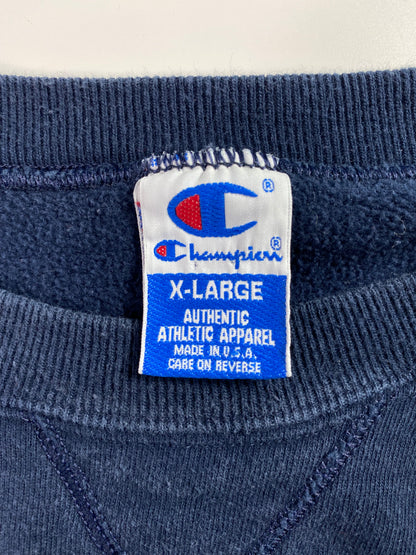 ®
Champion®
X-LARGE
AUTHENTIC
ATHLETIC APPAREL
MADE IN U.S.A.
CARE ON REVERSE